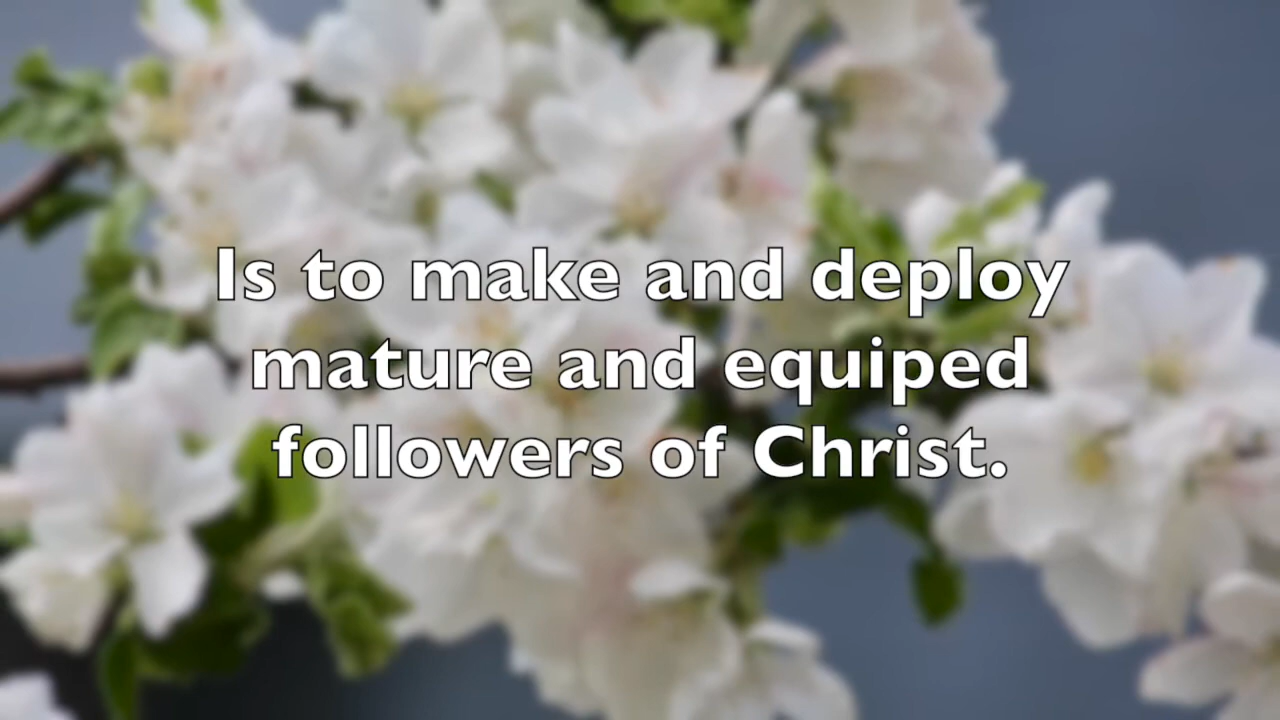 Is to make and deploy
mature and equiped
followers of Christ.